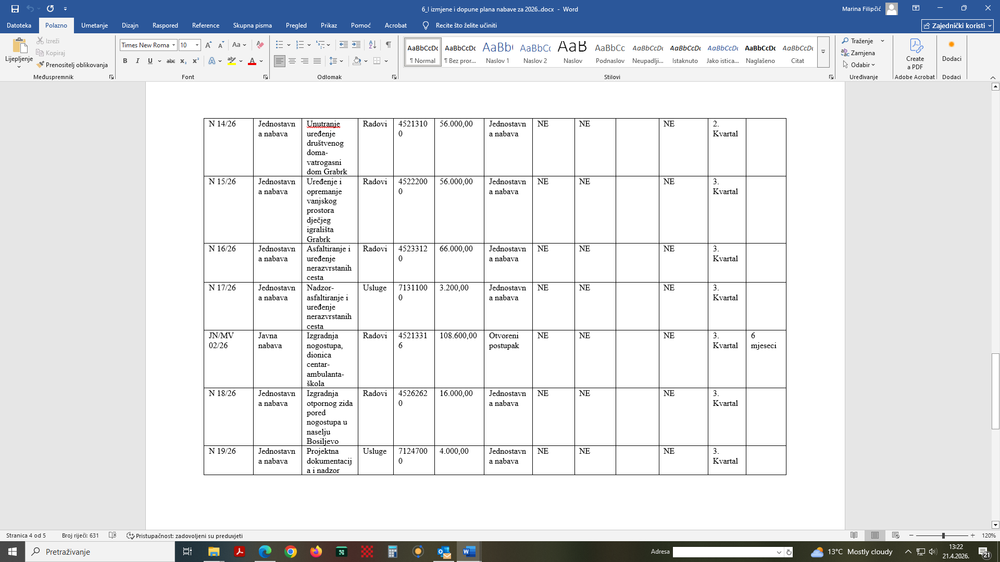 6_I izmjene i dopune plana nabave za 2026..docx - Word
Marina Filipčić
Datoteka Polazno Umetanje Dizajn Raspored Reference Skupna pisma Pregled Prikaz Pomoć Acrobat Recite što želite učiniti
Zajednički koristi
Lijepljenje
Izreži
Kopiraj
Prenositelj oblikovanja
Međuspremnik
Times New Roma 10
Font
Odlomak
AaBbCcDc ¶ Normal
AaBbCcDc ¶ Bez pror...
AaBb( Naslov 1
AaBbCc Naslov 2
AaB Naslov
AaBbCc Podnaslov
AaBbCcDc Neupadlji...
AaBbCcDc Istaknuto
AaBbCcDc Jako istica...
AaBbCcDc Naglašeno
AaBbCcDc Citat
Stilovi
Traženje
Zamjena
Odabir
Uređivanje
Create
a PDF
Adobe Acrobat
Dodaci
Dodaci
N 14/26 Jednostavn Unutranje Radovi 4521310 56.000,00 Jednostavn NE NE NE 2.
a nabava uređenje 0 a nabava Kvartal
društvenog
doma-
vatrogasni
dom Grabrk
N 15/26 Jednostavn Uređenje i Radovi 4522200 56.000,00 Jednostavn NE NE NE 3.
a nabava opremanje 0 a nabava Kvartal
vanjskog
prostora
dječjeg
igrališta
Grabrk
N 16/26 Jednostavn Asfaltiranje i Radovi 4523312 66.000,00 Jednostavn NE NE NE 3.
a nabava uređenje 0 a nabava Kvartal
nerazvrstanih
cesta
N 17/26 Jednostavn Nadzor- Usluge 7131100 3.200,00 Jednostavn NE NE NE 3.
a nabava asfaltiranje i 0 a nabava Kvartal
uređenje
nerazvrstanih
cesta
JN/MV Javna Izgradnja Radovi 4521331 108.600,00 Otvoreni NE NE NE 3. 6
02/26 nabava nogostupa, 6 postupak Kvartal mjeseci
dionica
centar-
ambulanta-
škola
N 18/26 Jednostavn Izgradnja Radovi 4526262 16.000,00 Jednostavn NE NE NE 3.
a nabava otpornog zida 0 a nabava Kvartal
pored
nogostupa u
naselju
Bosiljevo
N 19/26 Jednostavn Projektna Usluge 7124700 4.000,00 Jednostavn NE NE NE 3.
a nabava dokumentacij 0 a nabava Kvartal
a i nadzor
Stranica 4 od 5 Broj riječi: 631 Pristupačnost: zadovoljeni su preduvjeti 120%
Pretraživanje
Adresa
13°C Mostly cloudy
13:22
21.4.2026.
21